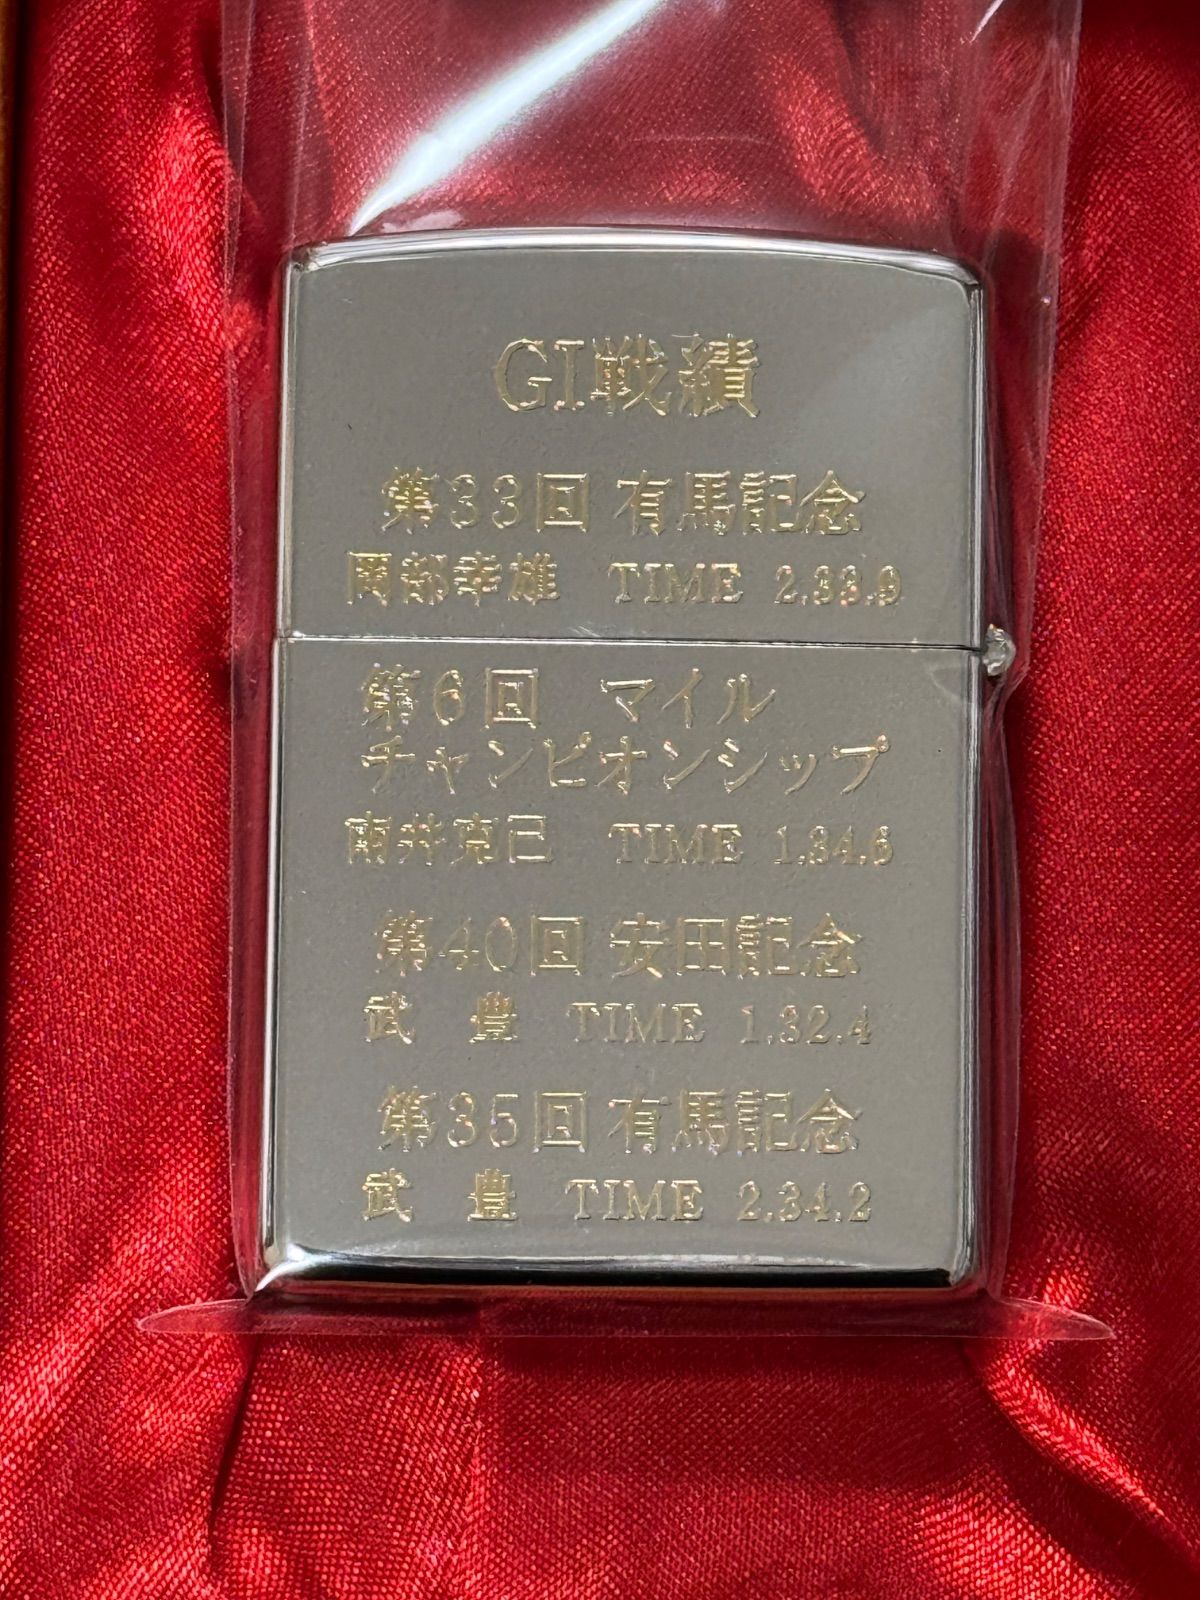 GI戦績
第33回 有馬記念
岡部幸雄 TIME 2.33.9
第6回 マイル
チャンピオンシップ
南井克已 TIME 1.34.6
第40回 安田記念
武 豊 TIME 1.32.4
第35回 有馬記念
武 豊 TIME 2.34.2